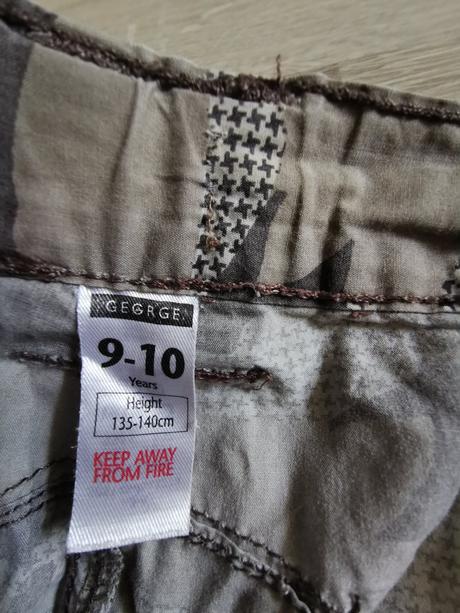 GEORGE
9-10
Years
Height
135-140cm
KEEP AWAY
FROM FIRE